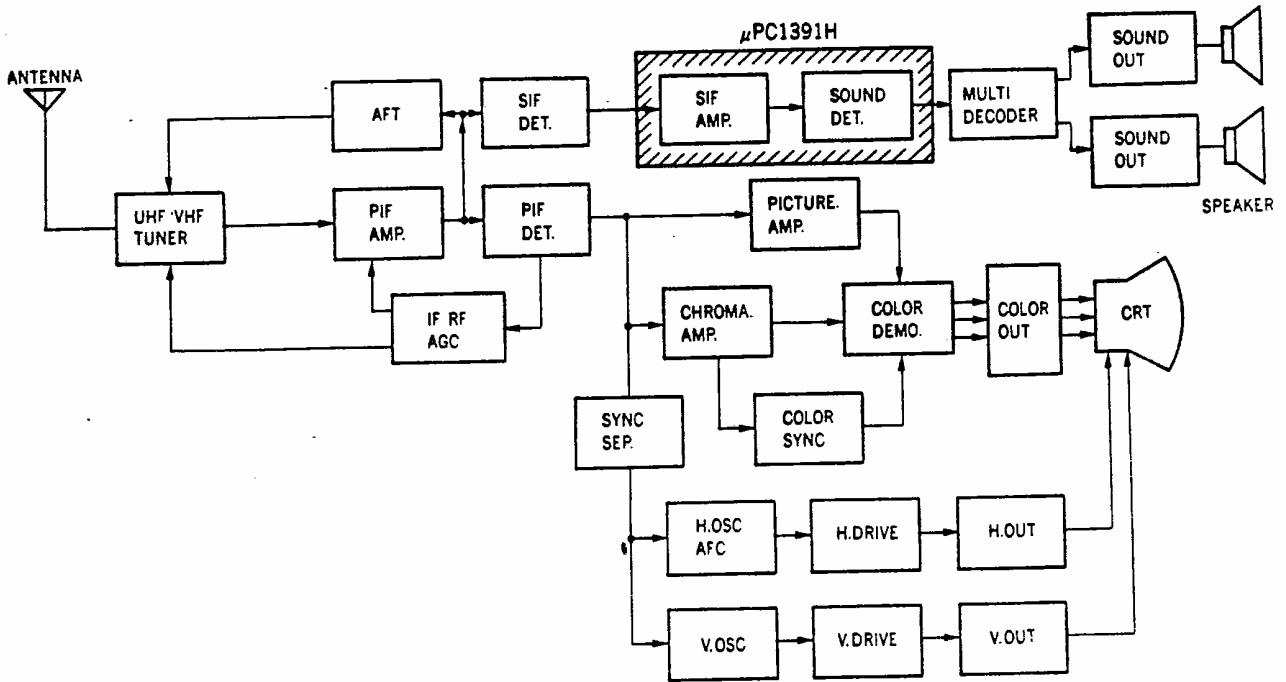 μPC1391H
ANTENNA
AFT
SIF
DET.
SIF
AMP.
SOUND
DET.
MULTI
DECODER
SOUND
OUT
SOUND
OUT
SPEAKER
UHF VHF
TUNER
PIF
AMP.
PIF
DET.
PICTURE.
AMP.
IF RF
AGC
CHROMA.
AMP.
COLOR
DEMO.
COLOR
OUT
CRT
SYNC
SEP.
COLOR
SYNC
H.OSC
AFC
H.DRIVE
H.OUT
V.OSC
V.DRIVE
V.OUT